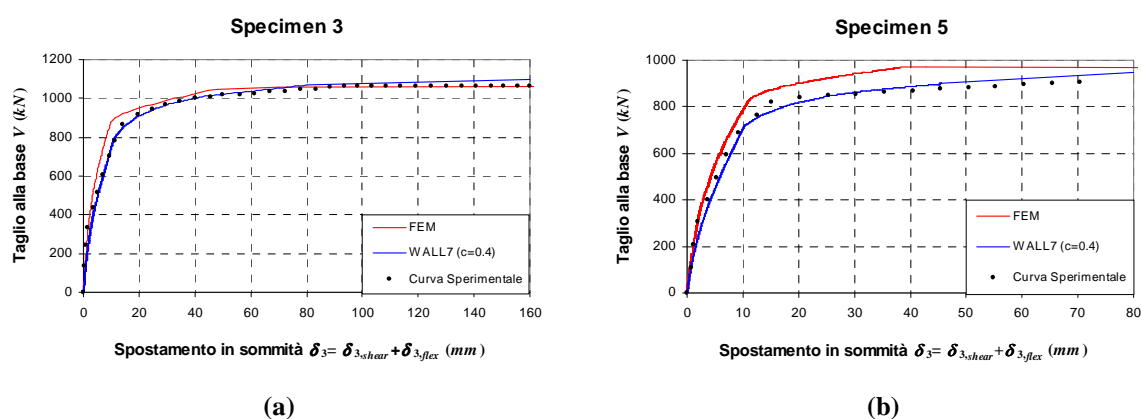 Specimen 3
Taglio alla base V (kN)
1200
1000
800
600
400
200
0
0 20 40 60 80 100 120 140 160
FEM
WALL7 (c=0.4)
Curva Sperimentale
Spostamento in sommità δ3= δ3,shear+δ3,flex (mm)
(a)
Specimen 5
Taglio alla base V (kN)
1000
800
600
400
200
0
0 10 20 30 40 50 60 70 80
FEM
WALL7 (c=0.4)
Curva Sperimentale
Spostamento in sommità δ3= δ3,shear+δ3,flex (mm)
(b)